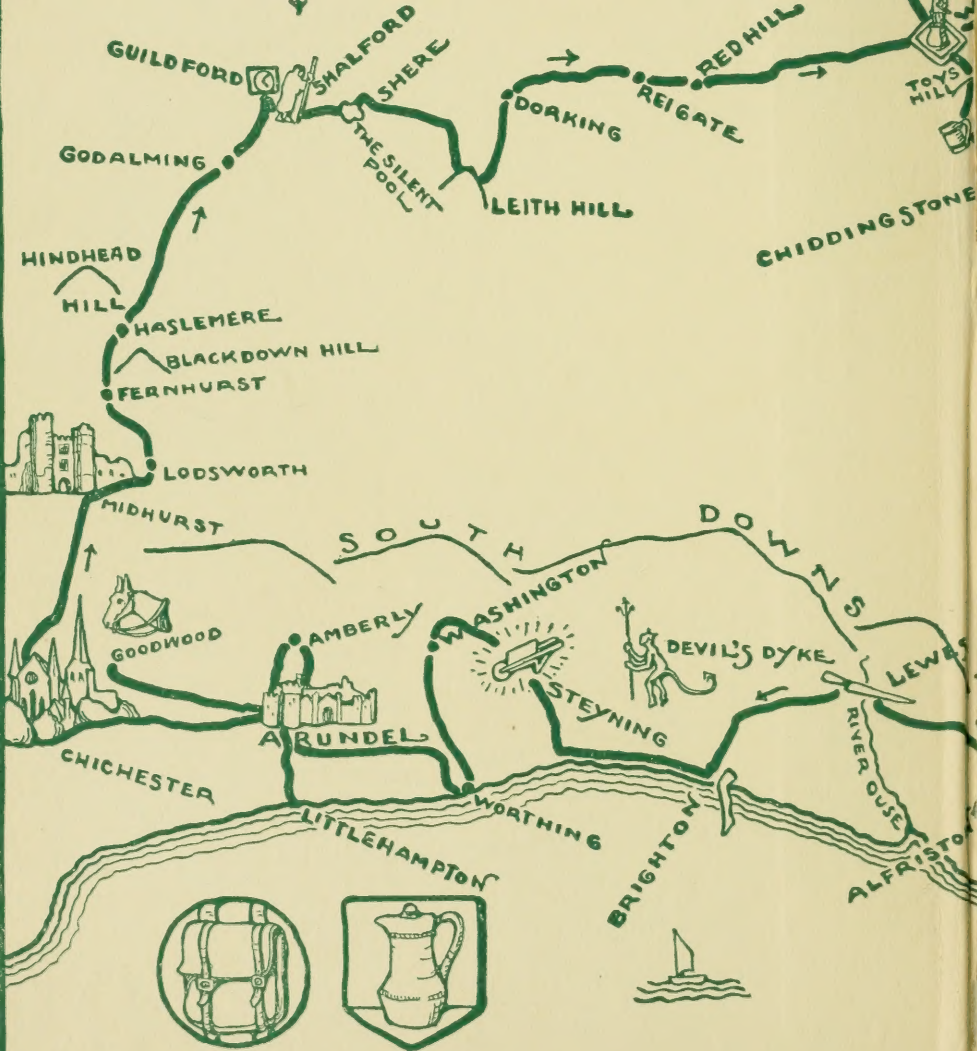 GUILDFORD
SHALFORD
SHERE
RED HILL
REIGATE
DORKING
TOYS
HILL
GODALMING
THE SILENT
POOL
LEITH HILL
CHIDDINGSTONE
HINDHEAD
HILL
HASLEMERE
BLACKDOWN HILL
FERNHURST
LODSWORTH
MIDHURST
SOUTH DOWNS
GOODWOOD
AMBERLY
WASHINGTON
DEVIL'S DYKE
LEWES
STEYNING
ARUNDEL
RIVER OUSE
CHICHESTER
LITTLEHAMPTON
WORTHING
BRIGHTON